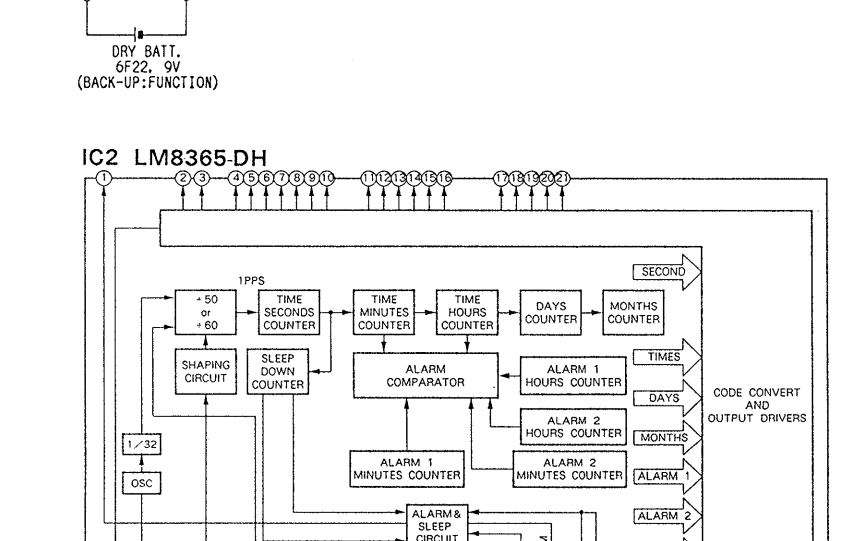 DRY BATT.
6F22, 9V
(BACK-UP:FUNCTION)
IC2 LM8365-DH
1 2 3 4 5 6 7 8 9 10 11 12 13 14 15 16 17 18 19 20 21
SECOND
1PPS
÷50
or
÷60
TIME
SECONDS
COUNTER
TIME
MINUTES
COUNTER
TIME
HOURS
COUNTER
DAYS
COUNTER
MONTHS
COUNTER
SHAPING
CIRCUIT
SLEEP
DOWN
COUNTER
ALARM
COMPARATOR
ALARM 1
HOURS COUNTER
TIMES
DAYS
CODE CONVERT
AND
OUTPUT DRIVERS
ALARM 2
HOURS COUNTER
MONTHS
1/32
ALARM 1
MINUTES COUNTER
ALARM 2
MINUTES COUNTER
ALARM 1
OSC
ALARM 2
ALARM &
SLEEP
CIRCUIT
M